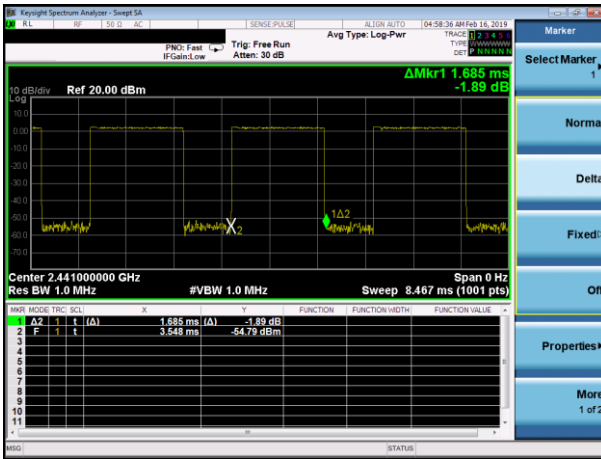 Keysight Spectrum Analyzer - Swept SA
RL RF 50 Ω AC SENSE:PULSE ALIGN AUTO 04:58:36 AM Feb 16, 2019
Avg Type: Log-Pwr TRACE 1 2 3 4 5 6
PNO: Fast Trig: Free Run TYPE WWWWWW
IFGain:Low Atten: 30 dB DET P NNNNN
ΔMkr1 1.685 ms
10 dB/div Ref 20.00 dBm -1.89 dB
Log
10.0
0.00
-10.0
-20.0
-30.0
-40.0
1Δ2
-50.0
X2
-60.0
-70.0
Center 2.441000000 GHz Span 0 Hz
Res BW 1.0 MHz #VBW 1.0 MHz Sweep 8.467 ms (1001 pts)
MKR MODE TRC SCL X Y FUNCTION FUNCTION WIDTH FUNCTION VALUE
1 Δ2 1 t (Δ) 1.685 ms (Δ) -1.89 dB
2 F 1 t 3.548 ms -54.79 dBm
3
4
5
6
7
8
9
10
11
MSG STATUS
Marker
Select Marker
1
Norma
Delta
Fixed
Of
Properties
More
1 of 2